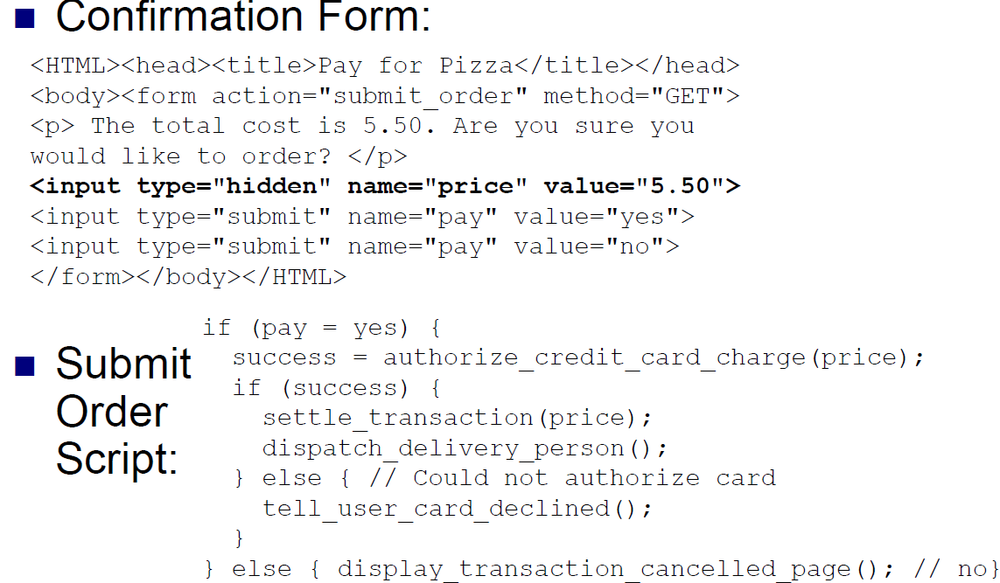 Confirmation Form:
<HTML><head><title>Pay for Pizza</title></head>
<body><form action="submit_order" method="GET">
<p> The total cost is 5.50. Are you sure you
would like to order? </p>
<input type="hidden" name="price" value="5.50">
<input type="submit" name="pay" value="yes">
<input type="submit" name="pay" value="no">
</form></body></HTML>
Submit
Order
Script:
if (pay = yes) {
success = authorize_credit_card_charge(price);
if (success) {
settle_transaction(price);
dispatch_delivery_person();
} else { // Could not authorize card
tell_user_card_declined();
}
} else { display_transaction_cancelled_page(); // no}